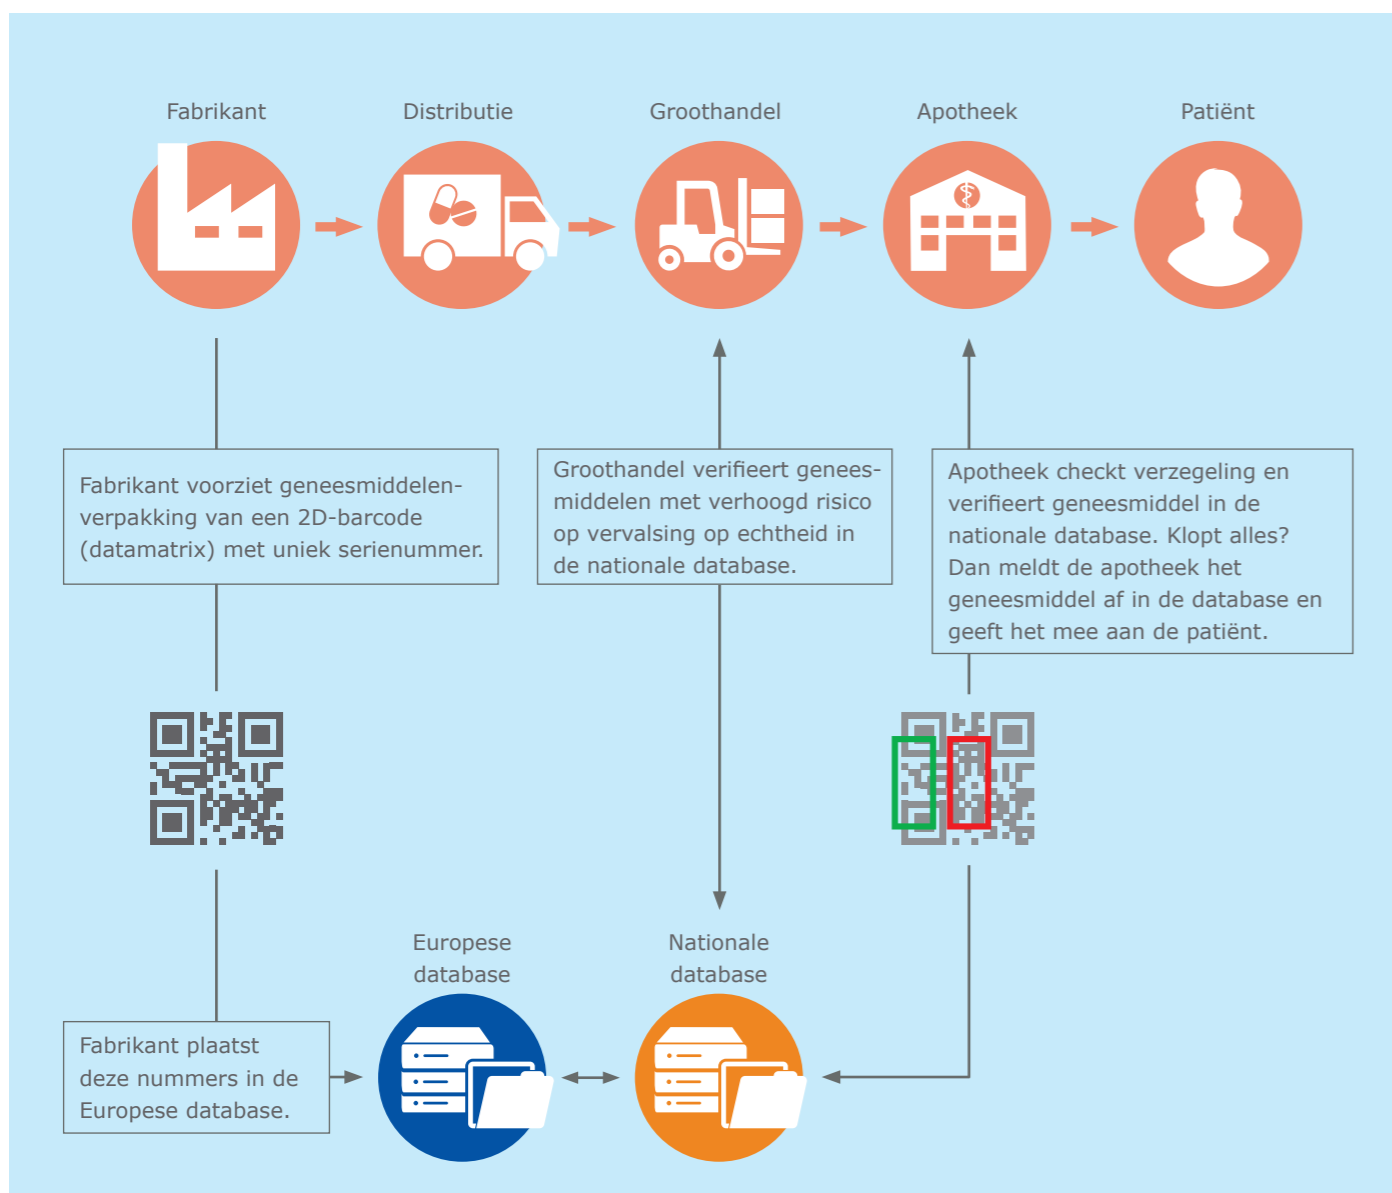 Fabrikant
Distributie
Groothandel
Apotheek
Patiënt
Fabrikant voorziet geneesmiddelen-
verpakking van een 2D-barcode
(datamatrix) met uniek serienummer.
Groothandel verifieert genees-
middelen met verhoogd risico
op vervalsing op echtheid in
de nationale database.
Apotheek checkt verzegeling en
verifieert geneesmiddel in de
nationale database. Klopt alles?
Dan meldt de apotheek het
geneesmiddel af in de database en
geeft het mee aan de patiënt.
Europese
database
Nationale
database
Fabrikant plaatst
deze nummers in de
Europese database.